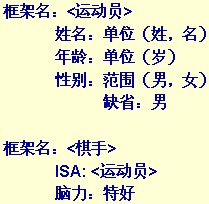 框架名：<运动员>
姓名：单位（姓，名）
年龄：单位（岁）
性别：范围（男，女）
缺省：男
框架名：<棋手>
ISA: <运动员>
脑力：特好